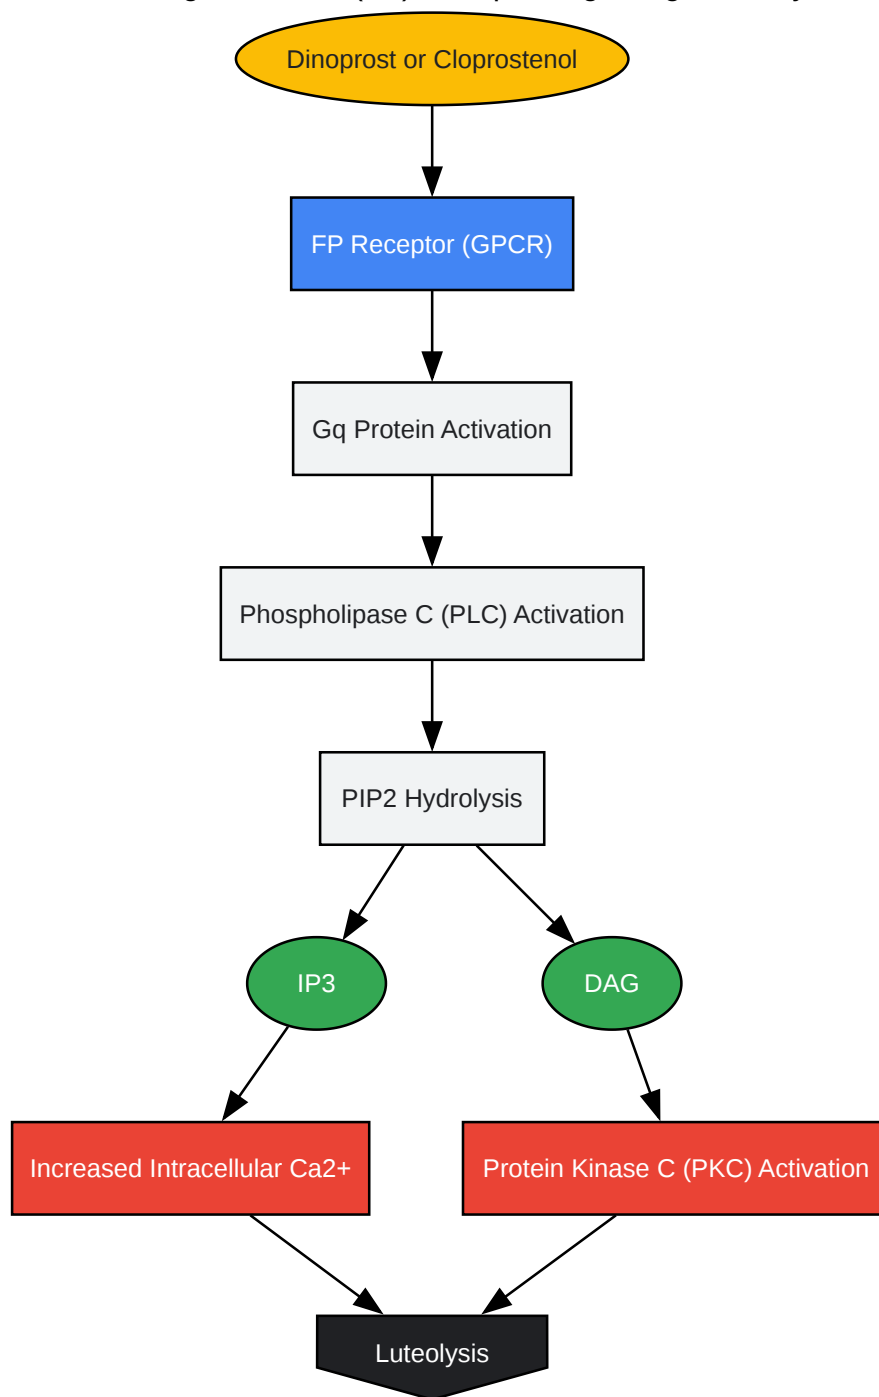 Dinoprost or Cloprostenol
FP Receptor (GPCR)
Gq Protein Activation
Phospholipase C (PLC) Activation
PIP2 Hydrolysis
IP3
DAG
Increased Intracellular Ca2+
Protein Kinase C (PKC) Activation
Luteolysis